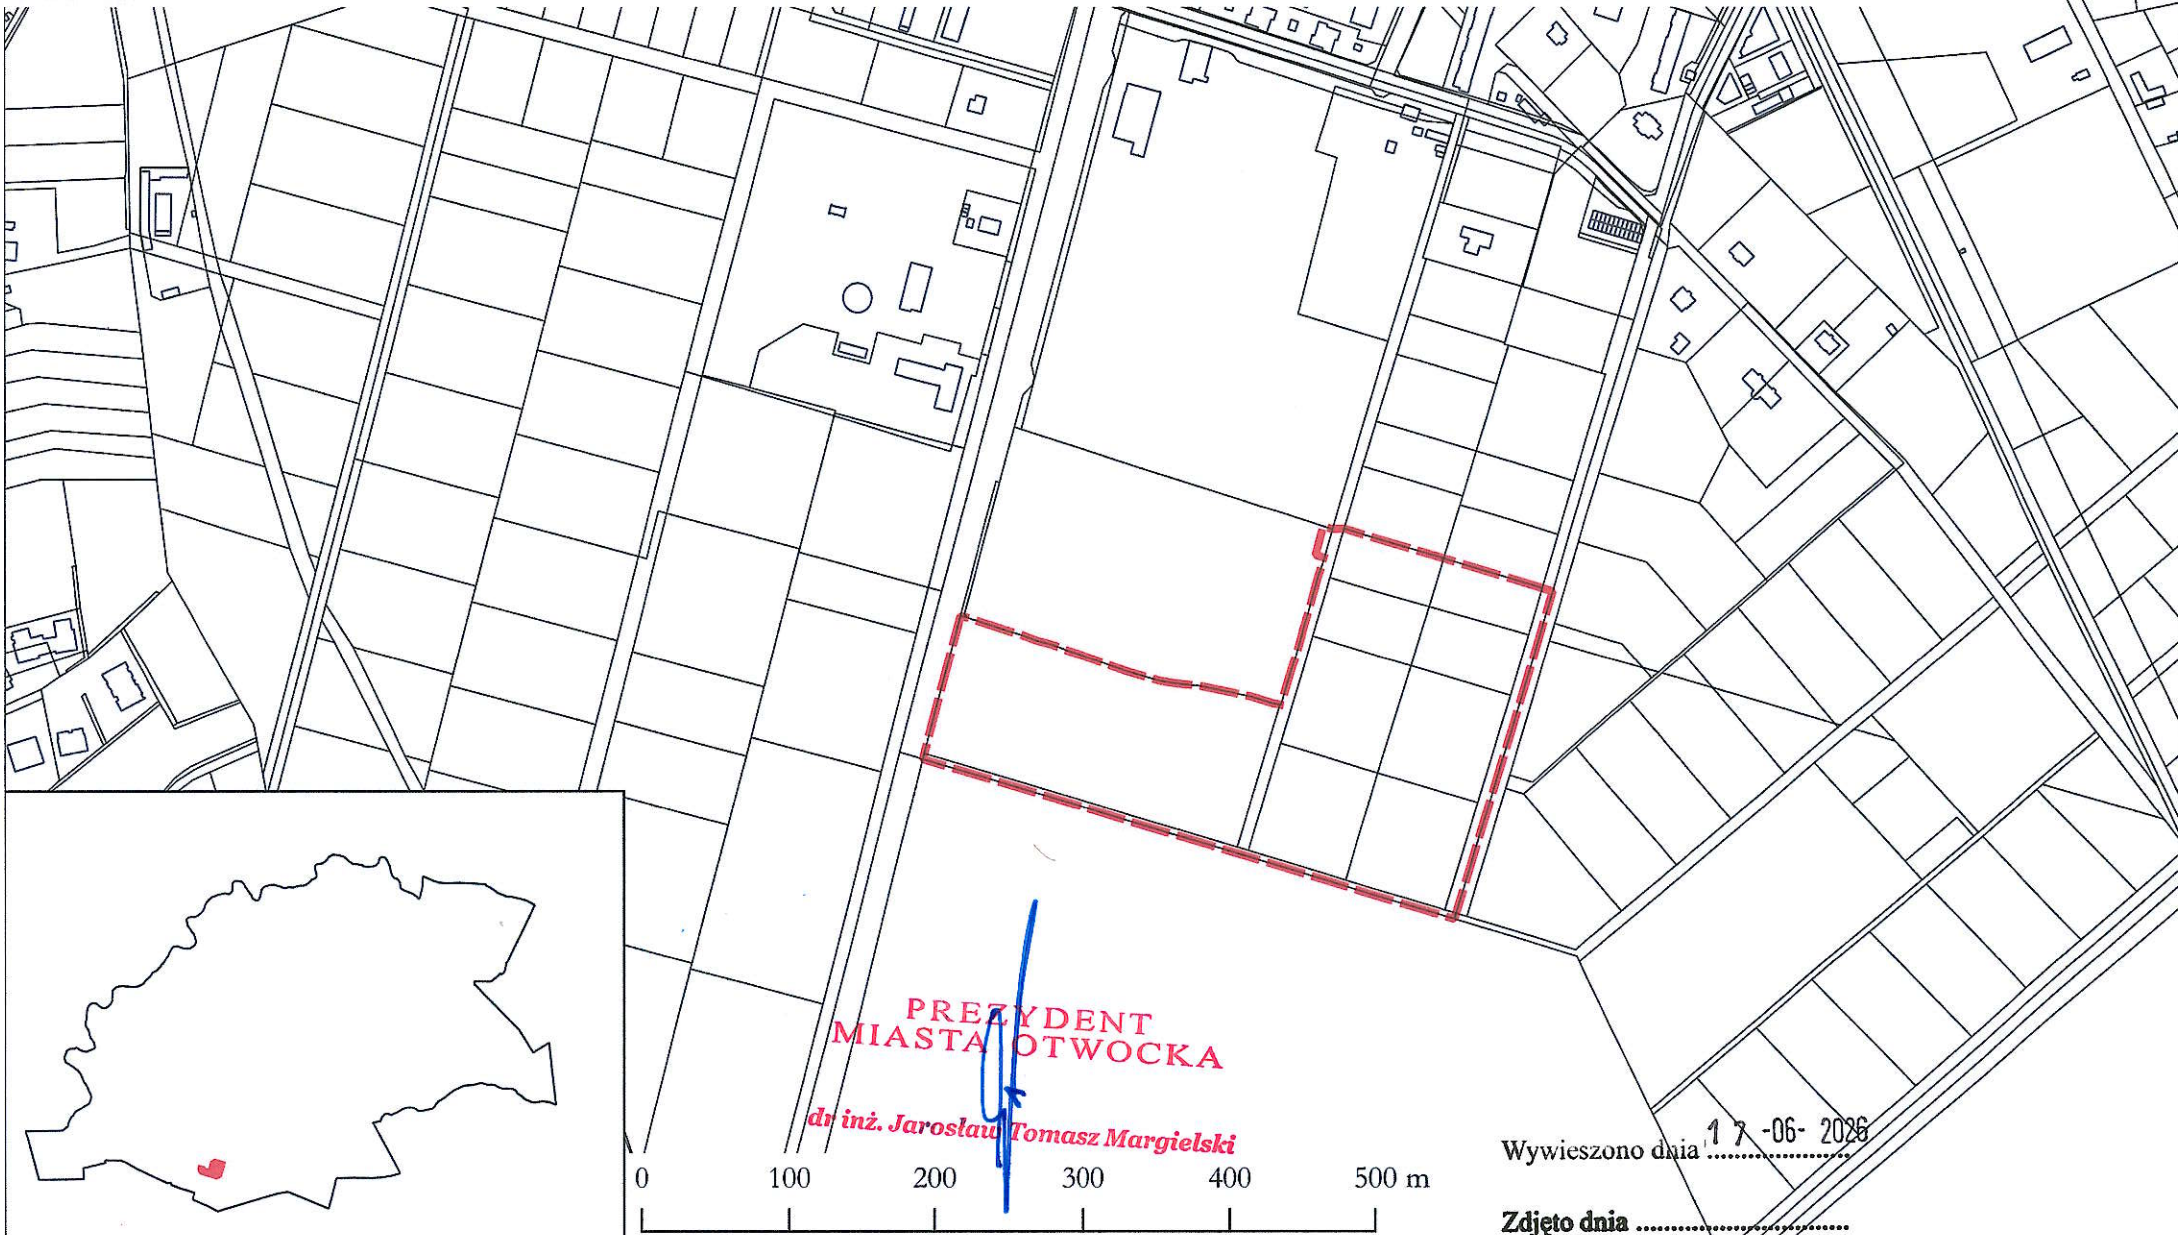 PREZYDENT
MIASTA OTWOCKA
dr inż. Jarosław Tomasz Margielski
0 100 200 300 400 500 m
Wywieszono dnia 17 -06- 2026
Zdjęto dnia ..............................